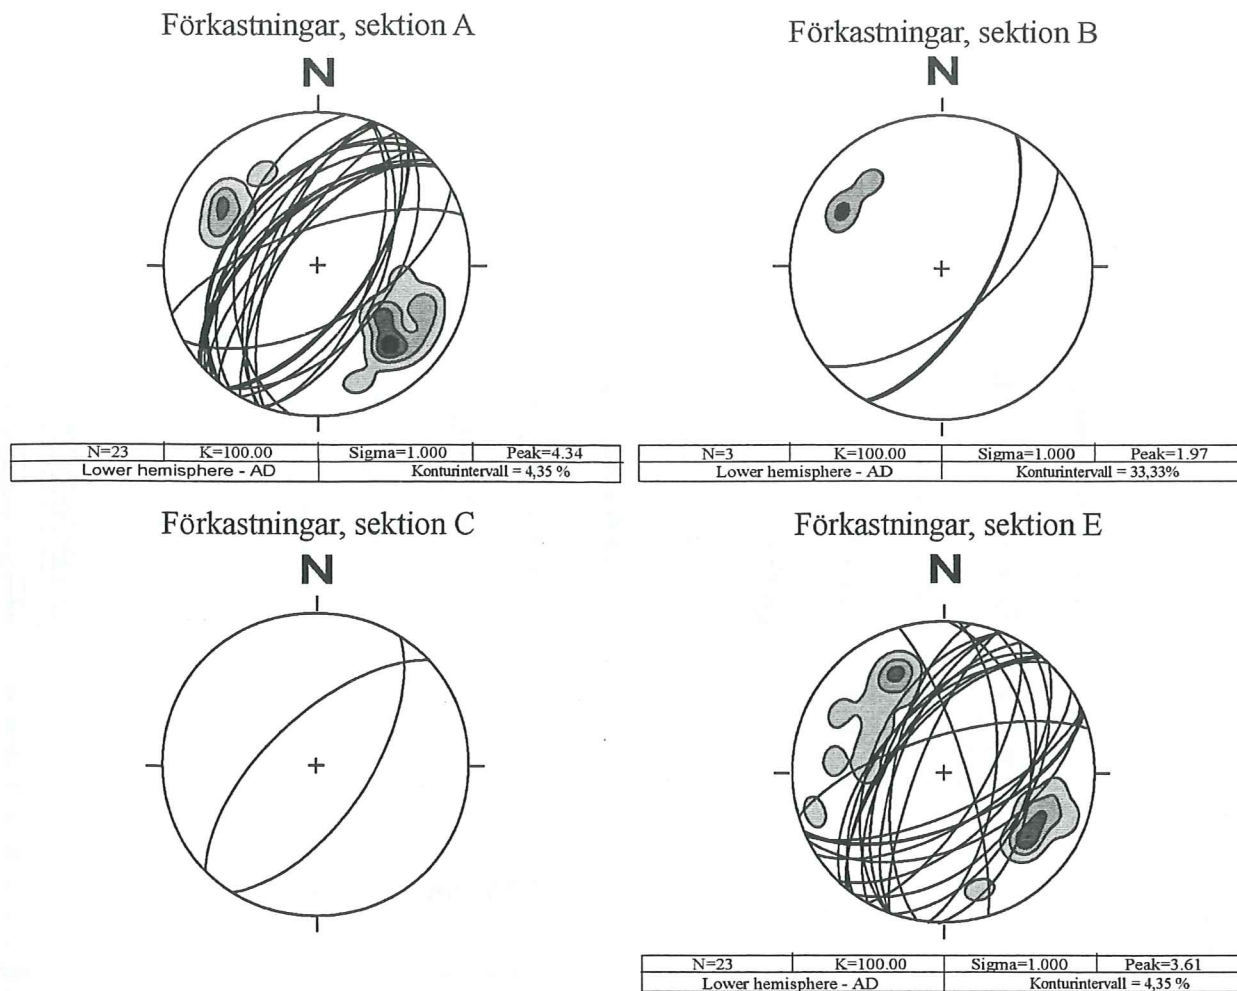 Förkastningar, sektion A
N
N=23 K=100.00 Sigma=1.000 Peak=4.34
Lower hemisphere - AD Konturintervall = 4,35 %
Förkastningar, sektion B
N
N=3 K=100.00 Sigma=1.000 Peak=1.97
Lower hemisphere - AD Konturintervall = 33,33%
Förkastningar, sektion C
N
Förkastningar, sektion E
N
N=23 K=100.00 Sigma=1.000 Peak=3.61
Lower hemisphere - AD Konturintervall = 4,35 %